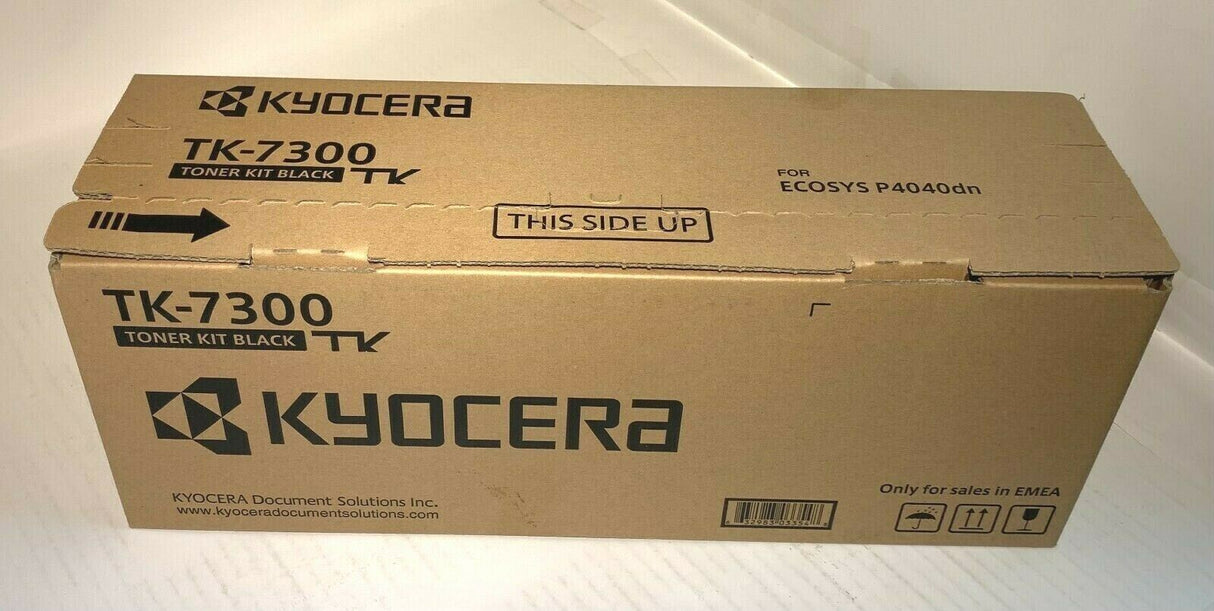 KYOCERA
TK-7300
TONER KIT BLACK TK
FOR
ECOSYS P4040dn
THIS SIDE UP
TK-7300
TONER KIT BLACK TK
KYOCERA
KYOCERA Document Solutions Inc.
www.kyoceradocumentsolutions.com
Only for sales in EMEA